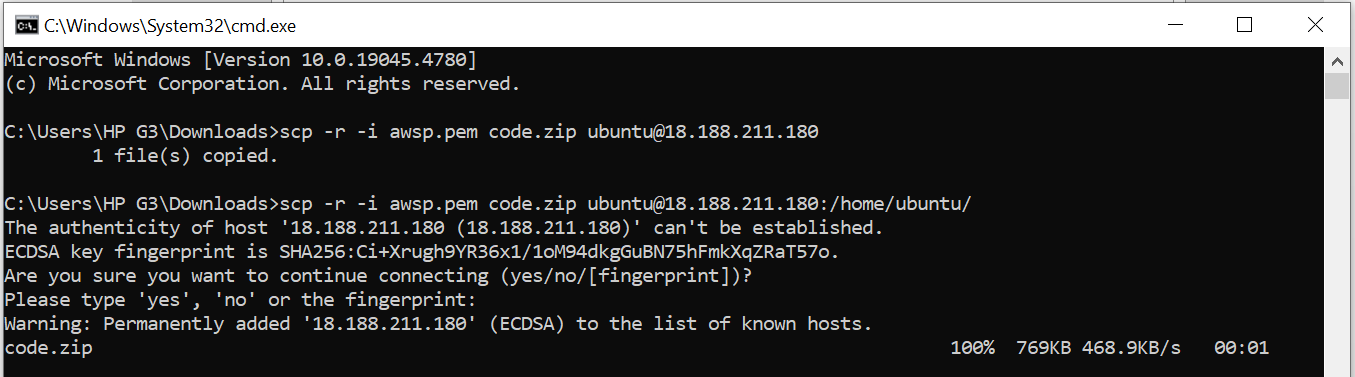 C:\Windows\System32\cmd.exe
Microsoft Windows [Version 10.0.19045.4780]
(c) Microsoft Corporation. All rights reserved.
C:\Users\HP G3\Downloads>scp -r -i awsp.pem code.zip ubuntu@18.188.211.180
1 file(s) copied.
C:\Users\HP G3\Downloads>scp -r -i awsp.pem code.zip ubuntu@18.188.211.180:/home/ubuntu/
The authenticity of host '18.188.211.180 (18.188.211.180)' can't be established.
ECDSA key fingerprint is SHA256:Ci+Xrugh9YR36x1/1oM94dkgGuBN75hFmkXqZRaT57o.
Are you sure you want to continue connecting (yes/no/[fingerprint])?
Please type 'yes', 'no' or the fingerprint:
Warning: Permanently added '18.188.211.180' (ECDSA) to the list of known hosts.
code.zip 100% 769KB 468.9KB/s 00:01